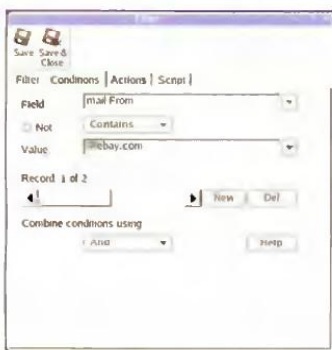 Filter
Save Save & Close
Filter Conditions Actions Script
Field mail From
Not Contains
Value @ebay.com
Record 1 of 2
New Del
Combine conditions using
And Help